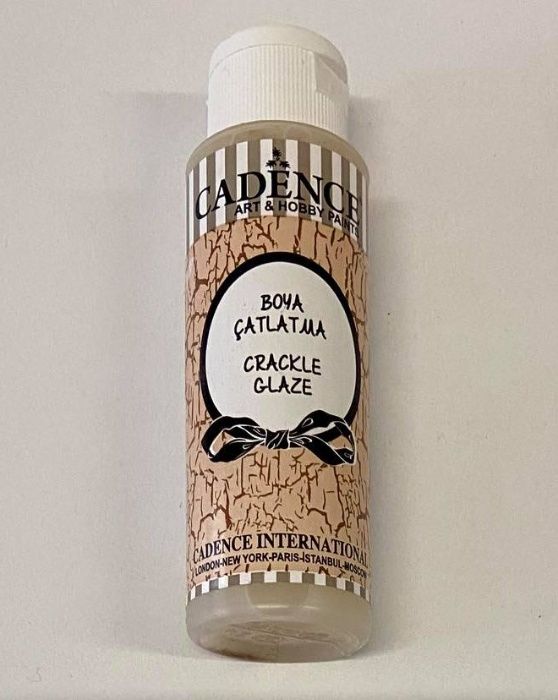 CADENCE
ART & HOBBY PAINTS
BOYA
ÇATLATMA
CRACKLE
GLAZE
CADENCE INTERNATIONAL
LONDON-NEW YORK-PARIS-İSTANBUL-MOSCOW